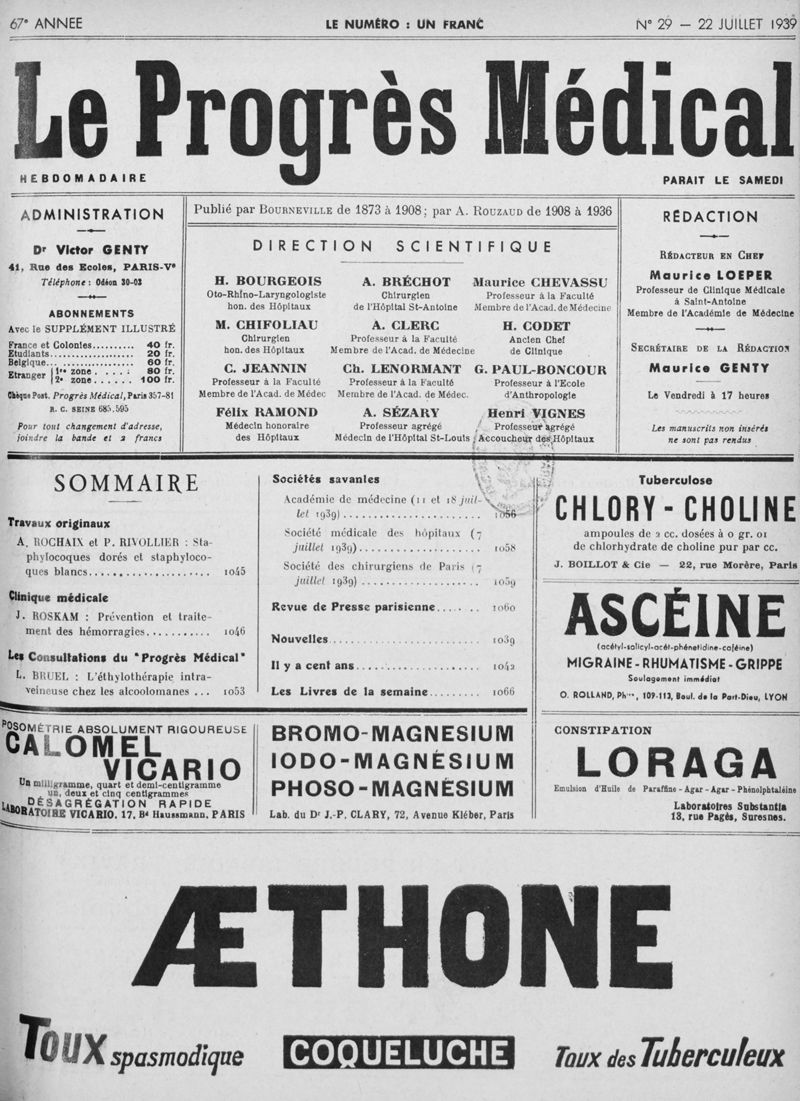 67e ANNEE
LE NUMÉRO : UN FRANC
N° 29 — 22 JUILLET 1939
Le Progrès Médical
HEBDOMADAIRE
PARAIT LE SAMEDI
ADMINISTRATION
Dr Victor GENTY
41, Rue des Ecoles, PARIS-Ve
Téléphone : Odéon 30-03
ABONNEMENTS
Avec le SUPPLÉMENT ILLUSTRÉ
France et Colonies.......... 40 fr.
Etudiants.................... 20 fr.
Belgique..................... 60 fr.
Etranger { 1re zone..... : 80 fr.
2e zone...... 100 fr.
Chèque Post. Progrès Médical, Paris 357-81
R. C. SEINE 685.595
Pour tout changement d'adresse,
joindre la bande et 2 francs
Publié par BOURNEVILLE de 1873 à 1908 ; par A. ROUZAUD de 1908 à 1936
DIRECTION SCIENTIFIQUE
H. BOURGEOIS
Oto-Rhino-Laryngologiste
hon. des Hôpitaux
A. BRÉCHOT
Chirurgien
de l'Hôpital St-Antoine
Maurice CHEVASSU
Professeur à la Faculté
Membre de l'Acad. de Médecine
M. CHIFOLIAU
Chirurgien
hon. des Hôpitaux
A. CLERC
Professeur à la Faculté
Membre de l'Acad. de Médecine
H. CODET
Ancien Chef
de Clinique
C. JEANNIN
Professeur à la Faculté
Membre de l'Acad. de Médec
Ch. LENORMANT
Professeur à la Faculté
Membre de l'Acad. de Médec.
G. PAUL-BONCOUR
Professeur à l'Ecole
d'Anthropologie
Félix RAMOND
Médecin honoraire
des Hôpitaux
A. SÉZARY
Professeur agrégé
Médecin de l'Hôpital St-Louis
Henri VIGNES
Professeur agrégé
Accoucheur des Hôpitaux
RÉDACTION
RÉDACTEUR EN CHEF
Maurice LOEPER
Professeur de Clinique Médicale
à Saint-Antoine
Membre de l'Académie de Médecine
SECRÉTAIRE DE LA RÉDACTION
Maurice GENTY
Le Vendredi à 17 heures
Les manuscrits non insérés
ne sont pas rendus
SOMMAIRE
Travaux originaux
A. ROCHAIX et P. RIVOLLIER : Sta-
phylocoques dorés et staphyloco-
ques blancs.................... 1045
Clinique médicale
J. ROSKAM : Prévention et traite-
ment des hémorragies........... 1046
Les Consultations du "Progrès Médical"
L. BRUEL : L'éthylothérapie intra-
veineuse chez les alcoolomanes ... 1053
Sociétés savantes
Académie de médecine (11 et 18 juil-
let 1939)........................ 1056
Société médicale des hôpitaux (7
juillet 1939).................... 1058
Société des chirurgiens de Paris (7
juillet 1939).................... 1059
Revue de Presse parisienne....... 1060
Nouvelles........................ 1039
Il y a cent ans.................. 1042
Les Livres de la semaine......... 1066
Tuberculose
CHLORY - CHOLINE
ampoules de 2 cc. dosées à 0 gr. 01
de chlorhydrate de choline pur par cc.
J. BOILLOT & Cie — 22, rue Morère, Paris
ASCÉINE
(acétyl-salicyl-acét-phénetidine-caféine)
MIGRAINE - RHUMATISME - GRIPPE
Soulagement immédiat
O. ROLLAND, Phien, 109-113, Boul. de la Part-Dieu, LYON
POSOMÉTRIE ABSOLUMENT RIGOUREUSE
CALOMEL
VICARIO
Un milligramme, quart et demi-centigramme
un, deux et cinq centigrammes
DÉSAGRÉGATION RAPIDE
LABORATOIRE VICARIO, 17, Bd Haussmann, PARIS
BROMO-MAGNESIUM
IODO-MAGNÉSIUM
PHOSO-MAGNÉSIUM
Lab. du Dr J.-P. CLARY, 72, Avenue Kléber, Paris
CONSTIPATION
LORAGA
Emulsion d'Huile de Paraffine - Agar - Agar - Phénolphtaléine
Laboratoires Substantia
13, rue Pagès, Suresnes.
ÆTHONE
Toux spasmodique
COQUELUCHE
Toux des Tuberculeux